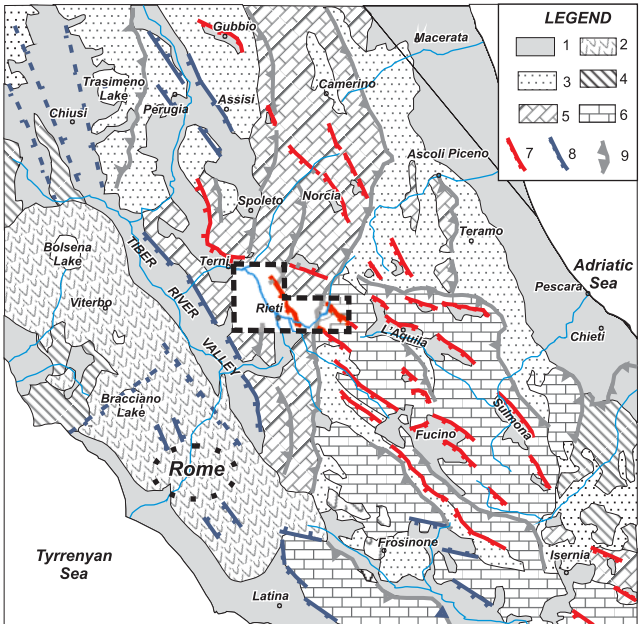 LEGEND
1
2
3
4
5
6
7
8
9
Gubbio
Macerata
Trasimeno
Lake
Camerino
Chiusi
Perugia
Assisi
Ascoli Piceno
Norcia
Spoleto
Teramo
Bolsena
Lake
TIBER
RIVER
VALLEY
Terni
Adriatic
Sea
Pescara
Viterbo
Rieti
L'Aquila
Chieti
Bracciano
Lake
Sulmona
Fucino
Rome
Tyrrenyan
Sea
Frosinone
Isernia
Latina